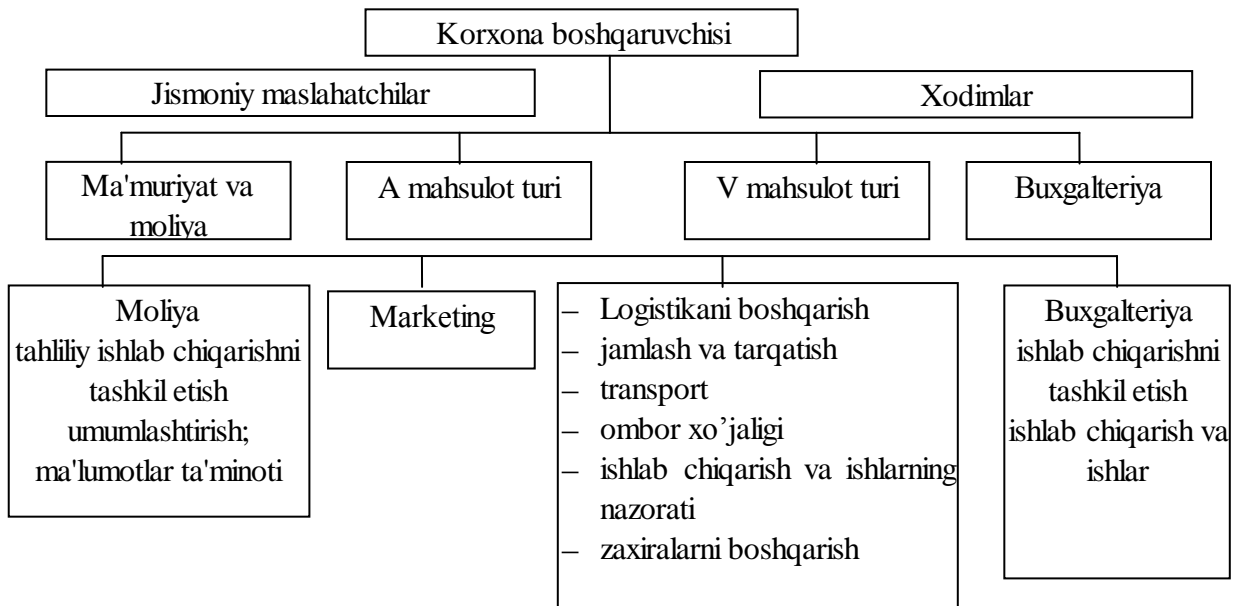 Korxona boshqaruvchisi
Jismoniy maslahatchilar
Xodimlar
Ma'muriyat va
moliya
A mahsulot turi
V mahsulot turi
Buxgalteriya
Moliya
tahliliy ishlab chiqarishni
tashkil etish
umumlashtirish;
ma'lumotlar ta'minoti
Marketing
– Logistikani boshqarish
– jamlash va tarqatish
– transport
– ombor xo’jaligi
– ishlab chiqarish va ishlarning
nazorati
– zaxiralarni boshqarish
Buxgalteriya
ishlab chiqarishni
tashkil etish
ishlab chiqarish va
ishlar